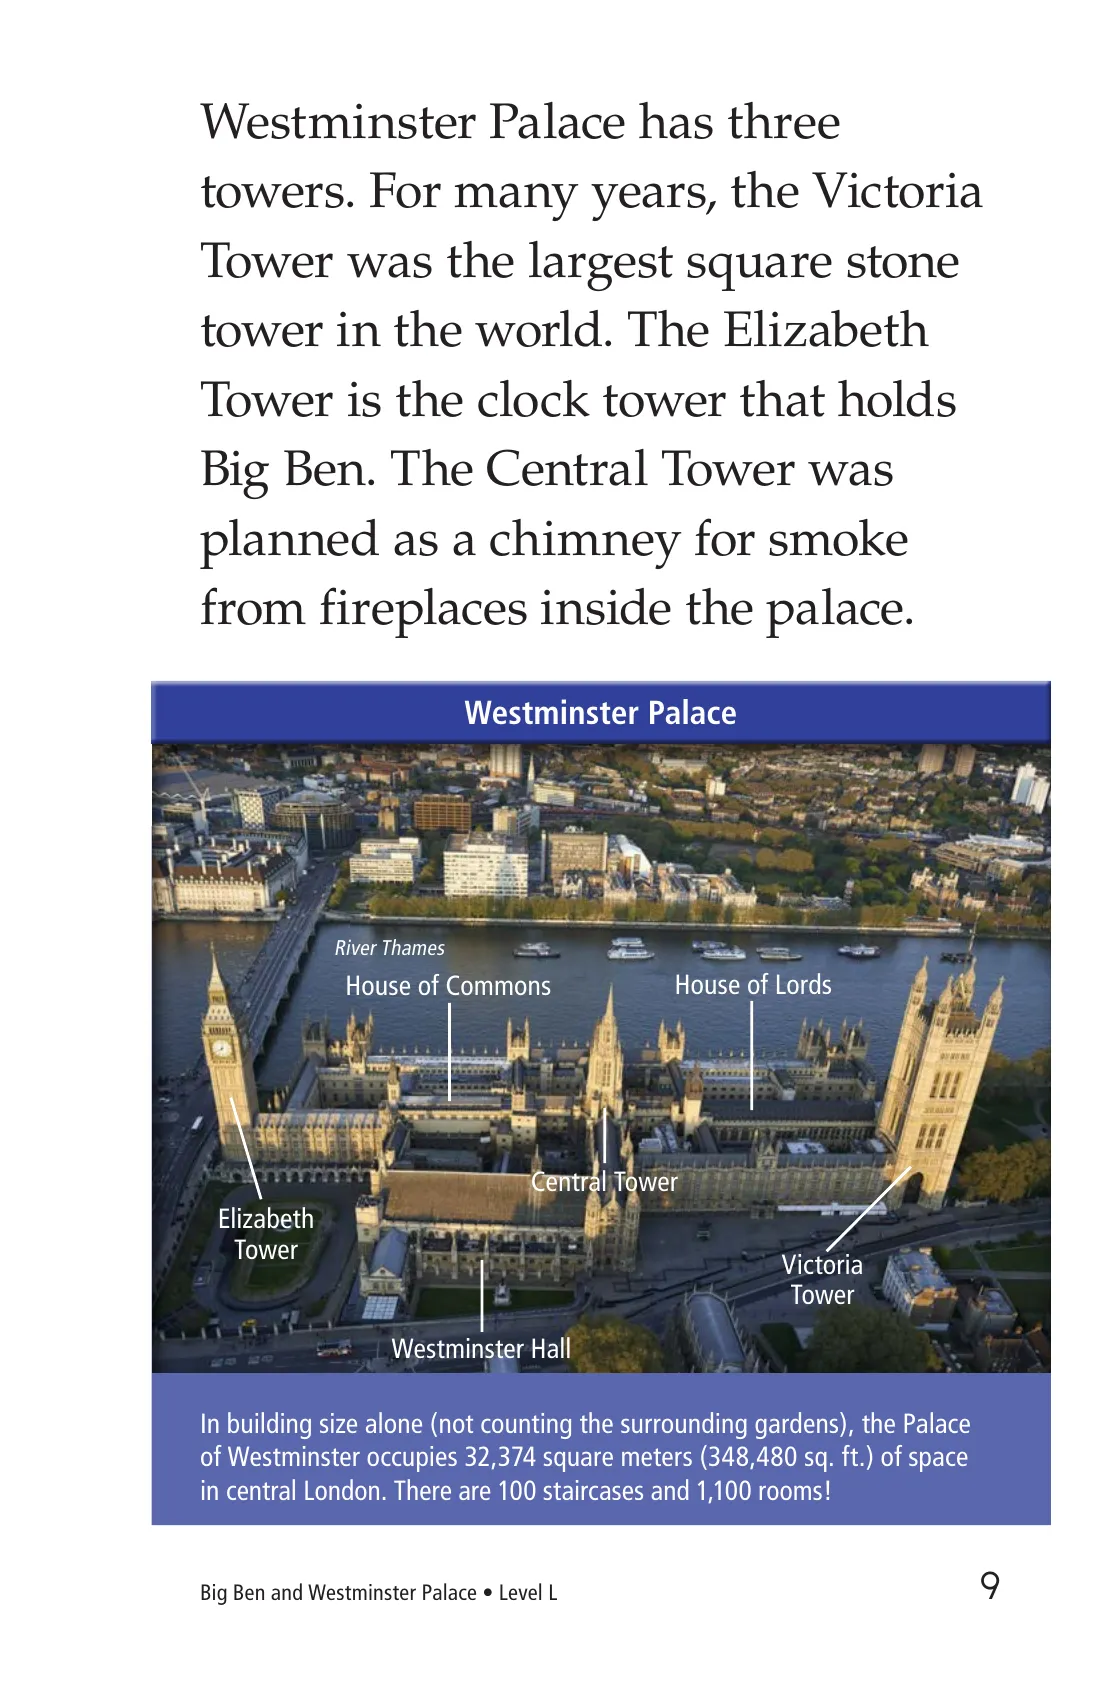 Westminster Palace has three
towers. For many years, the Victoria
Tower was the largest square stone
tower in the world. The Elizabeth
Tower is the clock tower that holds
Big Ben. The Central Tower was
planned as a chimney for smoke
from fireplaces inside the palace.
Westminster Palace
River Thames
House of Commons
House of Lords
Central Tower
Elizabeth
Tower
Victoria
Tower
Westminster Hall
In building size alone (not counting the surrounding gardens), the Palace
of Westminster occupies 32,374 square meters (348,480 sq. ft.) of space
in central London. There are 100 staircases and 1,100 rooms!
Big Ben and Westminster Palace • Level L
9